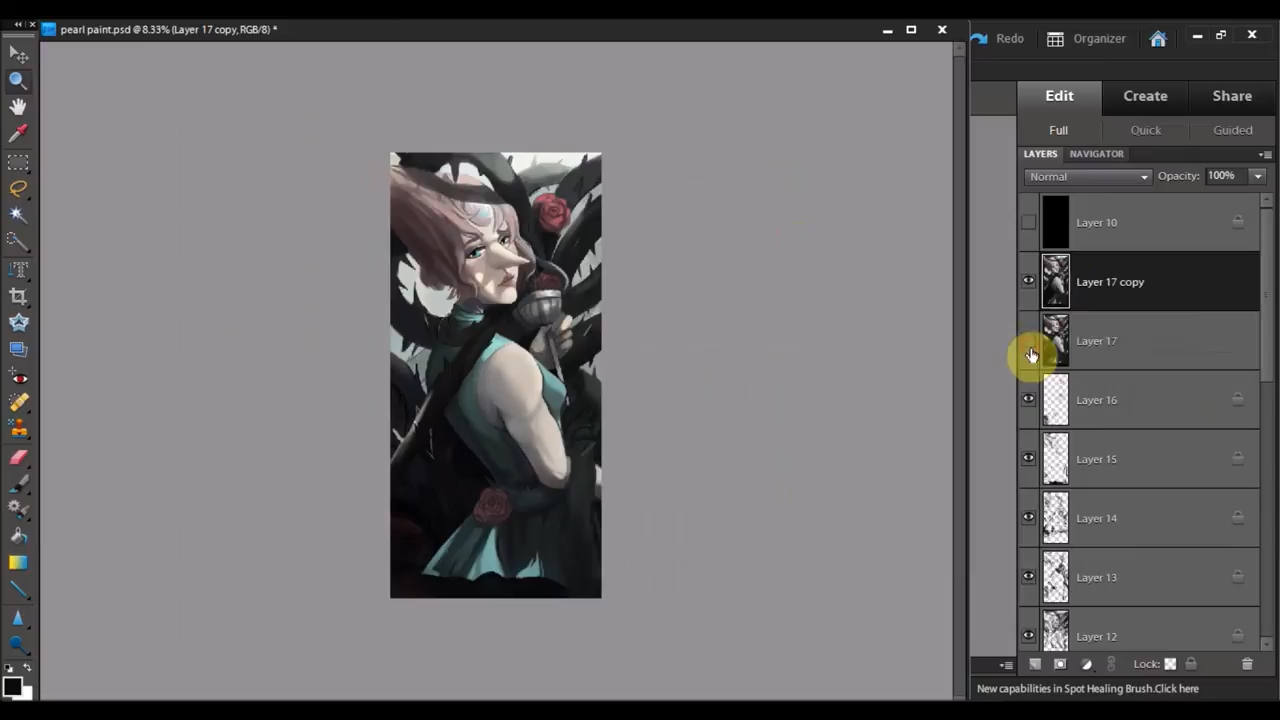 pearl paint.psd @ 8.33% (Layer 17 copy, RGB/8) *
Redo
Organizer
Edit
Create
Share
Full
Quick
Guided
LAYERS
NAVIGATOR
Normal
Opacity: 100%
Layer 10
Layer 17 copy
Layer 17
Layer 16
Layer 15
Layer 14
Layer 13
Layer 12
Lock:
New capabilities in Spot Healing Brush.Click here